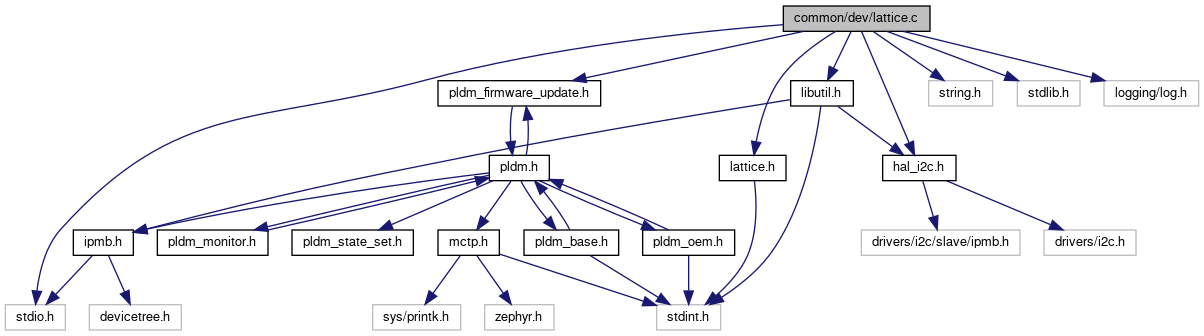 common/dev/lattice.c
pldm_firmware_update.h
libutil.h
string.h
stdlib.h
logging/log.h
pldm.h
lattice.h
hal_i2c.h
ipmb.h
pldm_monitor.h
pldm_state_set.h
mctp.h
pldm_base.h
pldm_oem.h
drivers/i2c/slave/ipmb.h
drivers/i2c.h
stdio.h
devicetree.h
sys/printk.h
zephyr.h
stdint.h